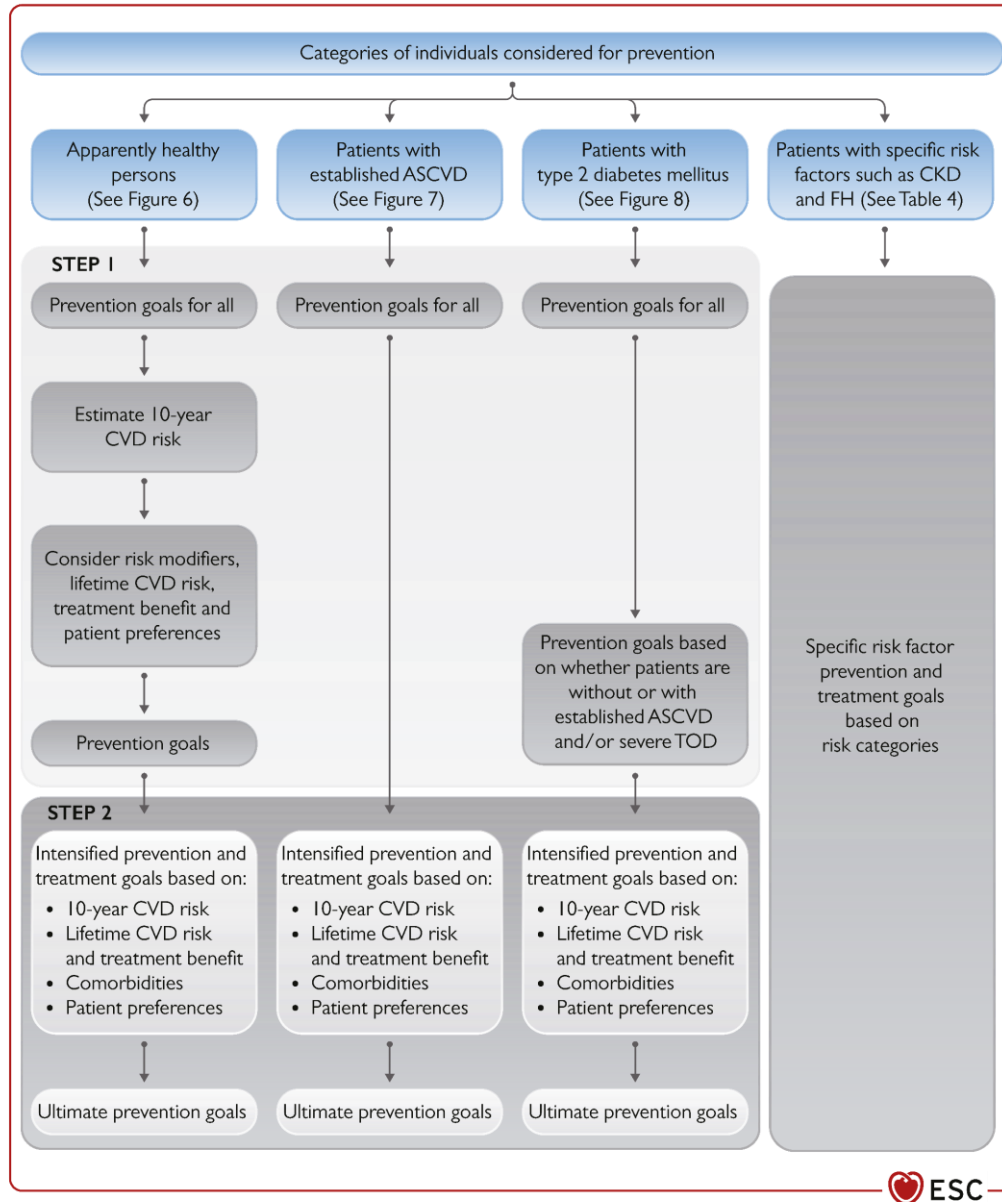 Categories of individuals considered for prevention
Apparently healthy
persons
(See Figure 6)
Patients with
established ASCVD
(See Figure 7)
Patients with
type 2 diabetes mellitus
(See Figure 8)
Patients with specific risk
factors such as CKD
and FH (See Table 4)
STEP 1
Prevention goals for all
Prevention goals for all
Prevention goals for all
Estimate 10-year
CVD risk
Consider risk modifiers,
lifetime CVD risk,
treatment benefit and
patient preferences
Prevention goals
Prevention goals based
on whether patients are
without or with
established ASCVD
and/or severe TOD
Specific risk factor
prevention and
treatment goals
based on
risk categories
STEP 2
Intensified prevention and
treatment goals based on:
• 10-year CVD risk
• Lifetime CVD risk
and treatment benefit
• Comorbidities
• Patient preferences
Intensified prevention and
treatment goals based on:
• 10-year CVD risk
• Lifetime CVD risk
and treatment benefit
• Comorbidities
• Patient preferences
Intensified prevention and
treatment goals based on:
• 10-year CVD risk
• Lifetime CVD risk
and treatment benefit
• Comorbidities
• Patient preferences
Ultimate prevention goals
Ultimate prevention goals
Ultimate prevention goals
ESC